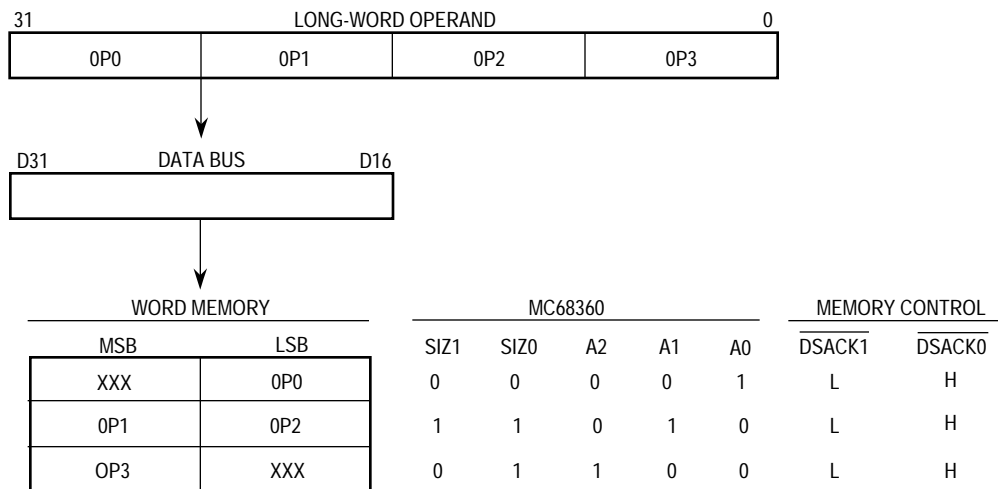 31 LONG-WORD OPERAND 0
0P0 0P1 0P2 0P3
D31 DATA BUS D16
WORD MEMORY MC68360 MEMORY CONTROL
MSB LSB SIZ1 SIZ0 A2 A1 A0 DSACK1 DSACK0
XXX 0P0 0 0 0 0 1 L H
0P1 0P2 1 1 0 1 0 L H
OP3 XXX 0 1 1 0 0 L H